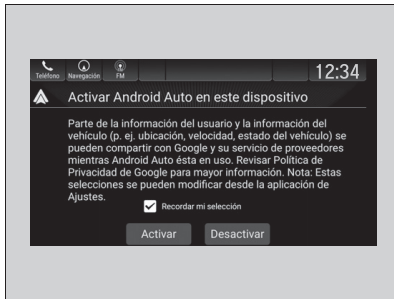 Teléfono Navegación FM 12:34
Activar Android Auto en este dispositivo
Parte de la información del usuario y la información del
vehículo (p. ej. ubicación, velocidad, estado del vehículo) se
pueden compartir con Google y su servicio de proveedores
mientras Android Auto ésta en uso. Revisar Política de
Privacidad de Google para mayor información. Nota: Estas
selecciones se pueden modificar desde la aplicación de
Ajustes.
Recordar mi selección
Activar Desactivar